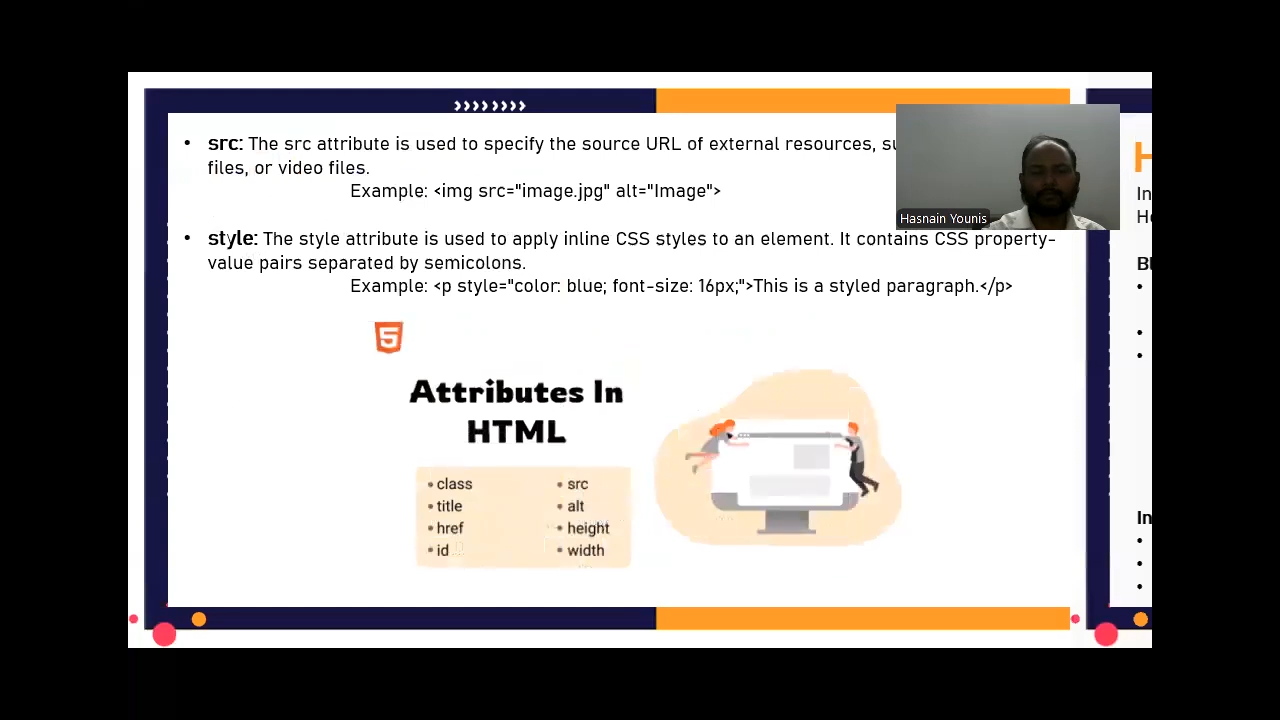 • src: The src attribute is used to specify the source URL of external resources,
files, or video files.
Example: <img src="image.jpg" alt="Image">
• style: The style attribute is used to apply inline CSS styles to an element. It contains CSS property-
value pairs separated by semicolons.
Example: <p style="color: blue; font-size: 16px;">This is a styled paragraph.</p>
Hasnain Younis
5
Attributes In
HTML
• class
• title
• href
• id
• src
• alt
• height
• width
H
In